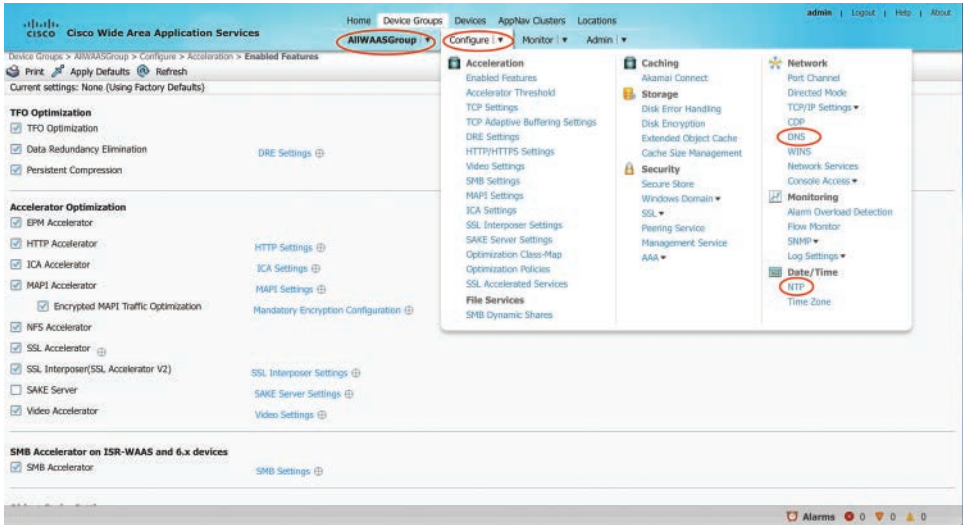 admin | Logout | Help | About
cisco Cisco Wide Area Application Services
Home Device Groups Devices AppNav Clusters Locations
AllWAASGroup Configure Monitor Admin
Device Groups > AllWAASGroup > Configure > Acceleration > Enabled Features
Print Apply Defaults Refresh
Current settings: None (Using Factory Defaults)
TFO Optimization
TFO Optimization
Data Redundancy Elimination DRE Settings
Persistent Compression
Accelerator Optimization
EPM Accelerator
HTTP Accelerator HTTP Settings
ICA Accelerator ICA Settings
MAPI Accelerator MAPI Settings
Encrypted MAPI Traffic Optimization Mandatory Encryption Configuration
NFS Accelerator
SSL Accelerator
SSL Interposer(SSL Accelerator V2) SSL Interposer Settings
SAKE Server SAKE Server Settings
Video Accelerator Video Settings
SMB Accelerator on ISR-WAAS and 6.x devices
SMB Accelerator SMB Settings
Acceleration
Enabled Features
Accelerator Threshold
TCP Settings
TCP Adaptive Buffering Settings
DRE Settings
HTTP/HTTPS Settings
Video Settings
SMB Settings
MAPI Settings
ICA Settings
SSL Interposer Settings
SAKE Server Settings
Optimization Class-Map
Optimization Policies
SSL Accelerated Services
File Services
SMB Dynamic Shares
Caching
Akamai Connect
Storage
Disk Error Handling
Disk Encryption
Extended Object Cache
Cache Size Management
Security
Secure Store
Windows Domain
SSL
Peering Service
Management Service
AAA
Network
Port Channel
Directed Mode
TCP/IP Settings
CDP
DNS
WINS
Network Services
Console Access
Monitoring
Alarm Overload Detection
Flow Monitor
SNMP
Log Settings
Date/Time
NTP
Time Zone
Alarms 0 0 0